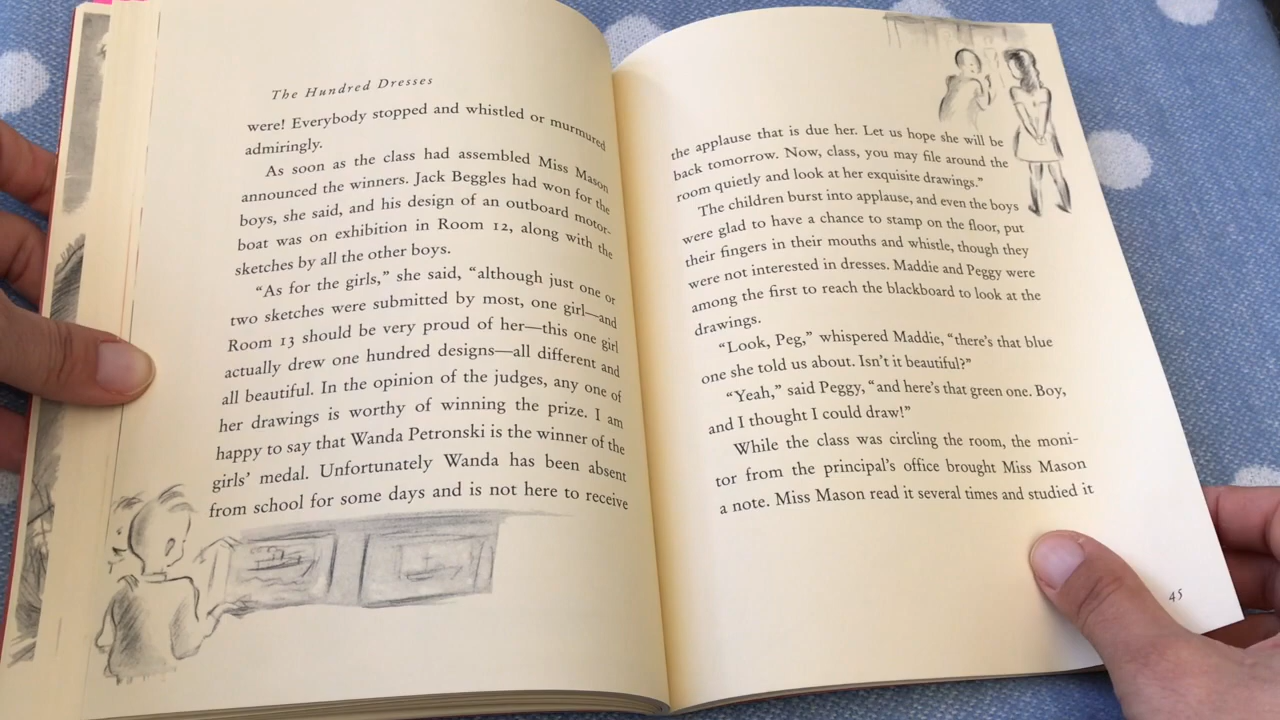 The Hundred Dresses
were! Everybody stopped and whistled or murmured
admiringly.
As soon as the class had assembled Miss Mason
announced the winners. Jack Beggles had won for the
boys, she said, and his design of an outboard motor-
boat was on exhibition in Room 12, along with the
sketches by all the other boys.
“As for the girls,” she said, “although just one or
two sketches were submitted by most, one girl—and
Room 13 should be very proud of her—this one girl
actually drew one hundred designs—all different and
all beautiful. In the opinion of the judges, any one of
her drawings is worthy of winning the prize. I am
happy to say that Wanda Petronski is the winner of the
girls’ medal. Unfortunately Wanda has been absent
from school for some days and is not here to receive
the applause that is due her. Let us hope she will be
back tomorrow. Now, class, you may file around the
room quietly and look at her exquisite drawings.”
The children burst into applause, and even the boys
were glad to have a chance to stamp on the floor, put
their fingers in their mouths and whistle, though they
were not interested in dresses. Maddie and Peggy were
among the first to reach the blackboard to look at the
drawings.
“Look, Peg,” whispered Maddie, “there’s that blue
one she told us about. Isn’t it beautiful?”
“Yeah,” said Peggy, “and here’s that green one. Boy,
and I thought I could draw!”
While the class was circling the room, the moni-
tor from the principal’s office brought Miss Mason
a note. Miss Mason read it several times and studied it
45